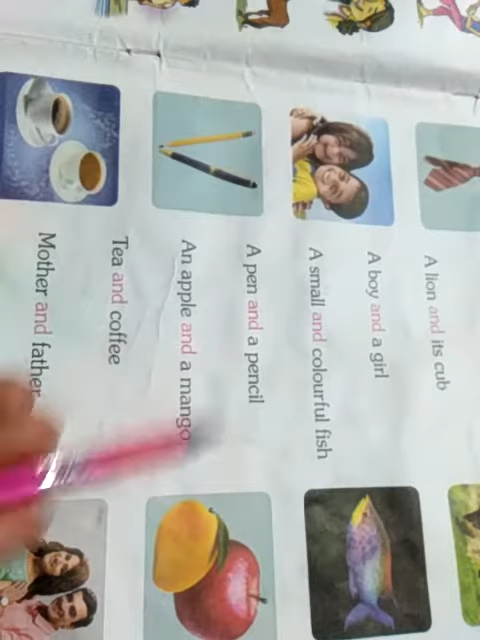 A lion and its cub
A boy and a girl
A small and colourful fish
A pen and a pencil
An apple and a mango
Tea and coffee
Mother and father